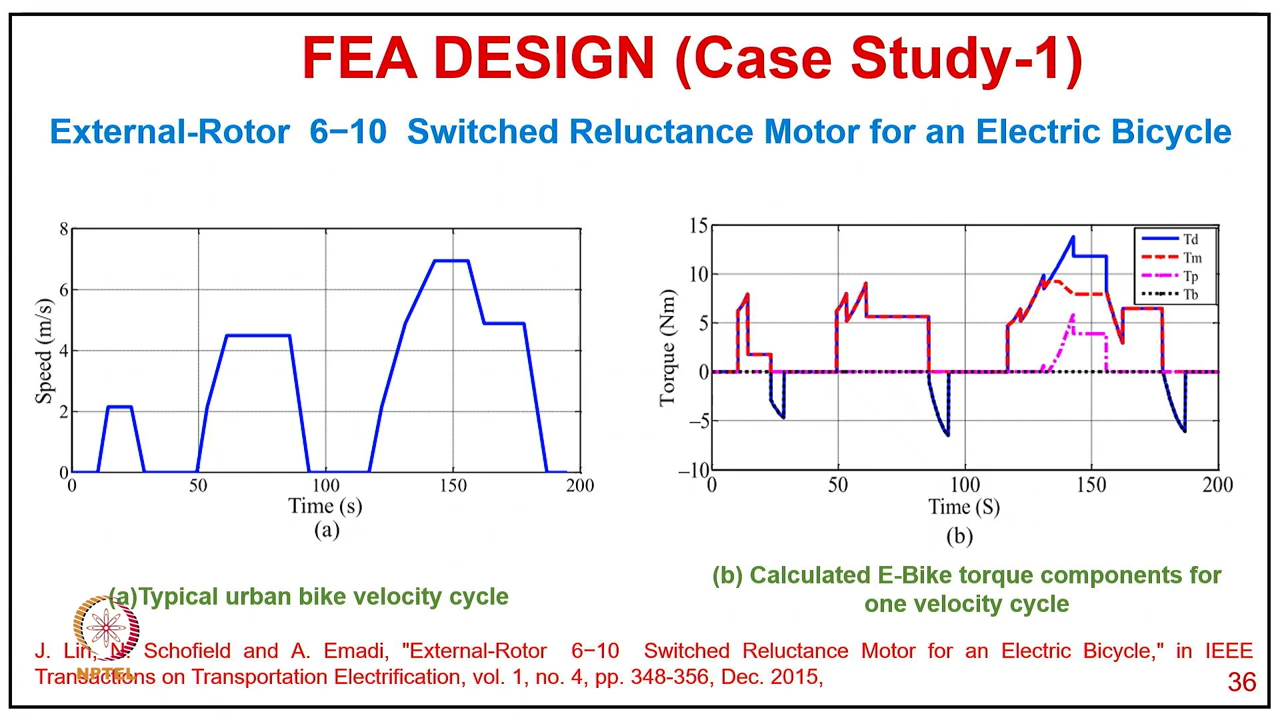 FEA DESIGN (Case Study-1)
External-Rotor 6−10 Switched Reluctance Motor for an Electric Bicycle
8
6
4
2
0
Speed (m/s)
0 50 100 150 200
Time (s)
(a)
15
10
5
0
−5
−10
Torque (Nm)
Td
Tm
Tp
Tb
0 50 100 150 200
Time (S)
(b)
(a)Typical urban bike velocity cycle
(b) Calculated E-Bike torque components for
one velocity cycle
NPTEL
J. Lin, N. Schofield and A. Emadi, "External-Rotor 6−10 Switched Reluctance Motor for an Electric Bicycle," in IEEE
Transactions on Transportation Electrification, vol. 1, no. 4, pp. 348-356, Dec. 2015,
36